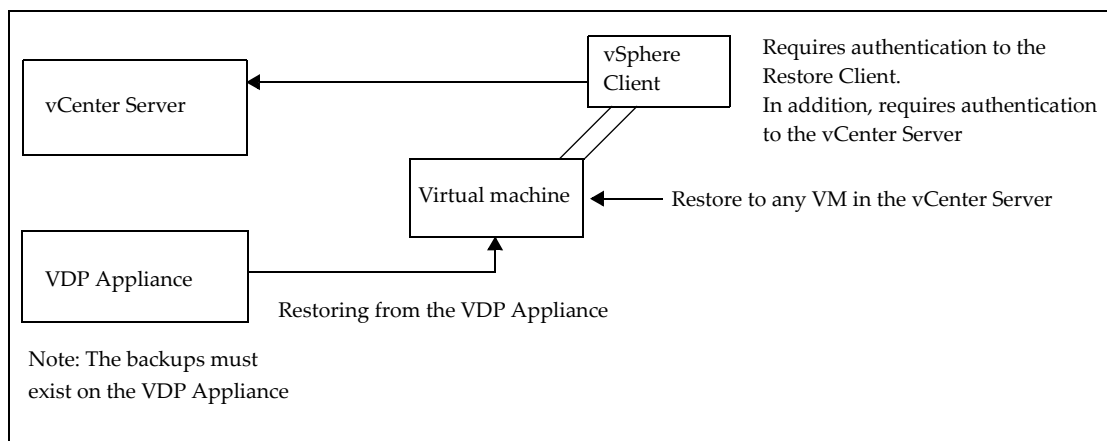 vSphere
Client
Requires authentication to the
Restore Client.
In addition, requires authentication
to the vCenter Server
vCenter Server
Virtual machine
Restore to any VM in the vCenter Server
VDP Appliance
Restoring from the VDP Appliance
Note: The backups must
exist on the VDP Appliance